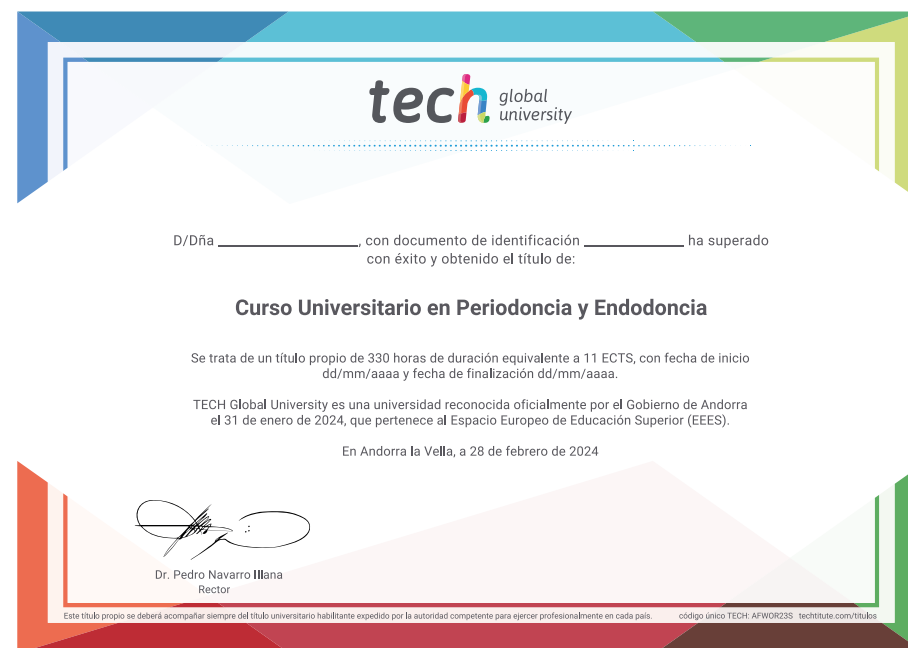 tech global university
D/Dña ____________, con documento de identificación ____________ ha superado
con éxito y obtenido el título de:
Curso Universitario en Periodoncia y Endodoncia
Se trata de un título propio de 330 horas de duración equivalente a 11 ECTS, con fecha de inicio
dd/mm/aaaa y fecha de finalización dd/mm/aaaa.
TECH Global University es una universidad reconocida oficialmente por el Gobierno de Andorra
el 31 de enero de 2024, que pertenece al Espacio Europeo de Educación Superior (EEES).
En Andorra la Vella, a 28 de febrero de 2024
Dr. Pedro Navarro Illana
Rector
Este título propio se deberá acompañar siempre del título universitario habilitante expedido por la autoridad competente para ejercer profesionalmente en cada país. código único TECH: AFWOR23S techtitute.com/titulos